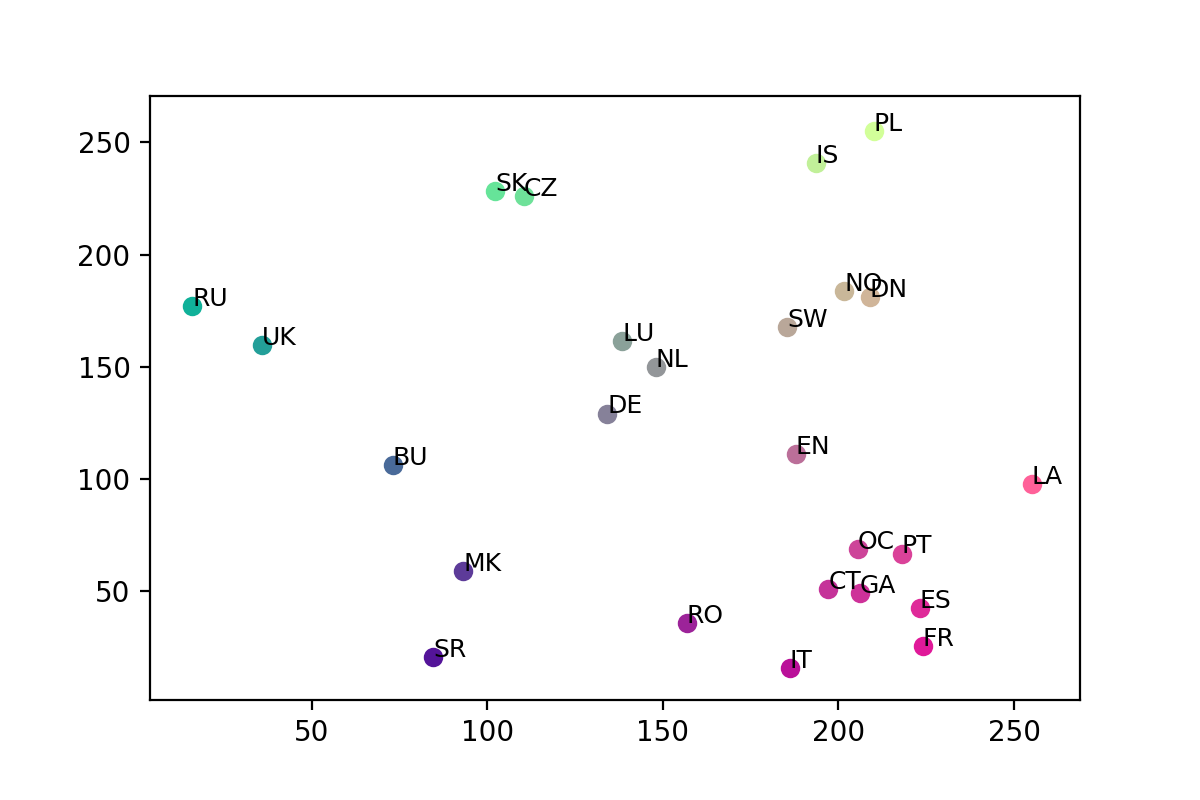 250
PL
IS
SK CZ
200
NO DN
RU
SW
UK
LU
150
NL
DE
EN
BU
100
LA
OC PT
MK
50
CT GA
ES
RO
FR
SR
IT
50 100 150 200 250